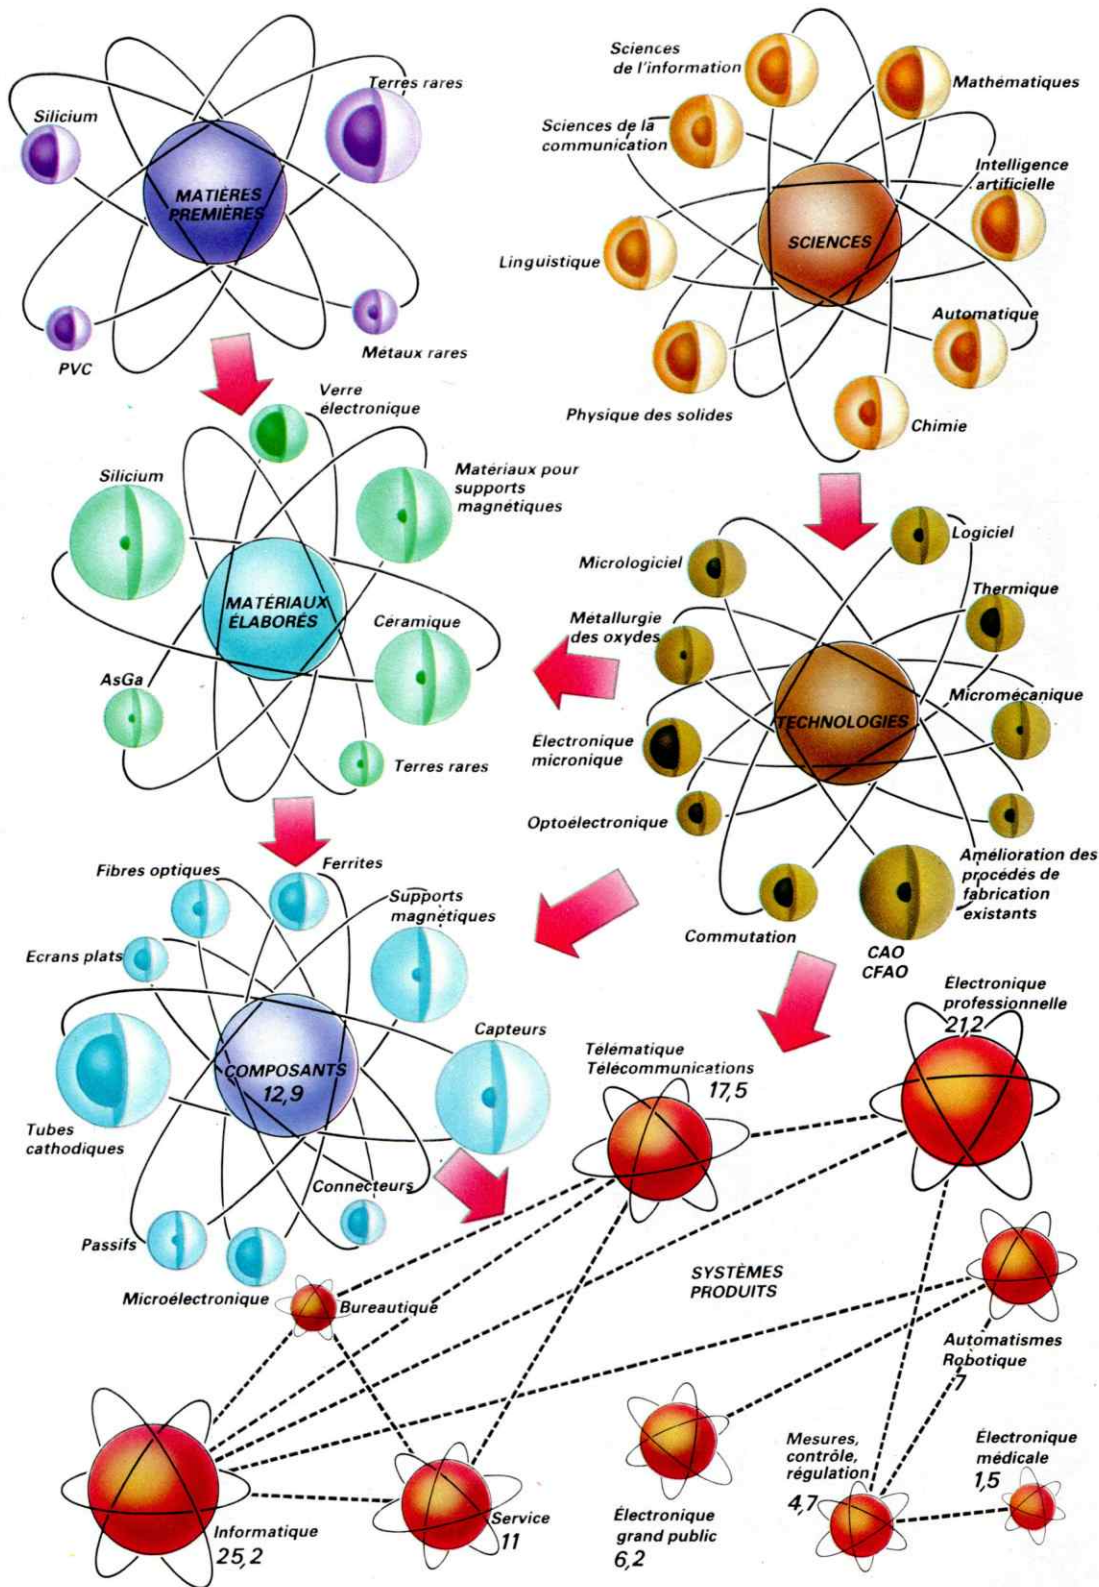 Terres rares
Silicium
MATIÈRES
PREMIÈRES
PVC
Métaux rares
Sciences
de l'information
Mathématiques
Sciences de la
communication
Intelligence
artificielle
SCIENCES
Linguistique
Automatique
Physique des solides
Chimie
Verre
électronique
Silicium
Matériaux pour
supports
magnétiques
MATÉRIAUX
ÉLABORÉS
Céramique
AsGa
Terres rares
Logiciel
Micrologiciel
Thermique
Métallurgie
des oxydes
Micromécanique
TECHNOLOGIES
Électronique
micronique
Optoélectronique
Amélioration des
procédés de
fabrication
existants
Commutation
CAO
CFAO
Fibres optiques
Ferrites
Supports
magnétiques
Ecrans plats
Capteurs
COMPOSANTS
12,9
Tubes
cathodiques
Connecteurs
Passifs
Microélectronique
Électronique
professionnelle
212
Télématique
Télécommunications
17,5
SYSTÈMES
PRODUITS
Bureautique
Automatismes
Robotique
7
Mesures,
contrôle,
régulation
4,7
Électronique
médicale
1,5
Informatique
25,2
Service
11
Électronique
grand public
6,2